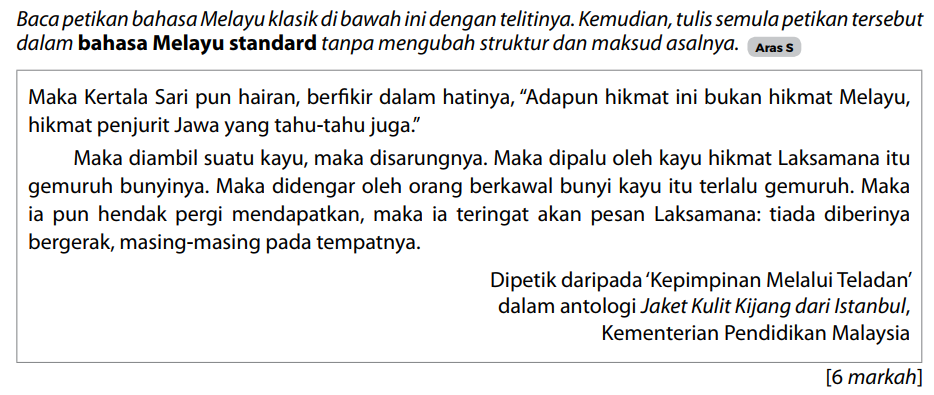 Baca petikan bahasa Melayu klasik di bawah ini dengan telitinya. Kemudian, tulis semula petikan tersebut
dalam bahasa Melayu standard tanpa mengubah struktur dan maksud asalnya. Aras S
Maka Kertala Sari pun hairan, berfikir dalam hatinya, “Adapun hikmat ini bukan hikmat Melayu,
hikmat penjurit Jawa yang tahu-tahu juga.”
Maka diambil suatu kayu, maka disarungnya. Maka dipalu oleh kayu hikmat Laksamana itu
gemuruh bunyinya. Maka didengar oleh orang berkawal bunyi kayu itu terlalu gemuruh. Maka
ia pun hendak pergi mendapatkan, maka ia teringat akan pesan Laksamana: tiada diberinya
bergerak, masing-masing pada tempatnya.
Dipetik daripada ‘Kepimpinan Melalui Teladan’
dalam antologi Jaket Kulit Kijang dari Istanbul,
Kementerian Pendidikan Malaysia
[6 markah]